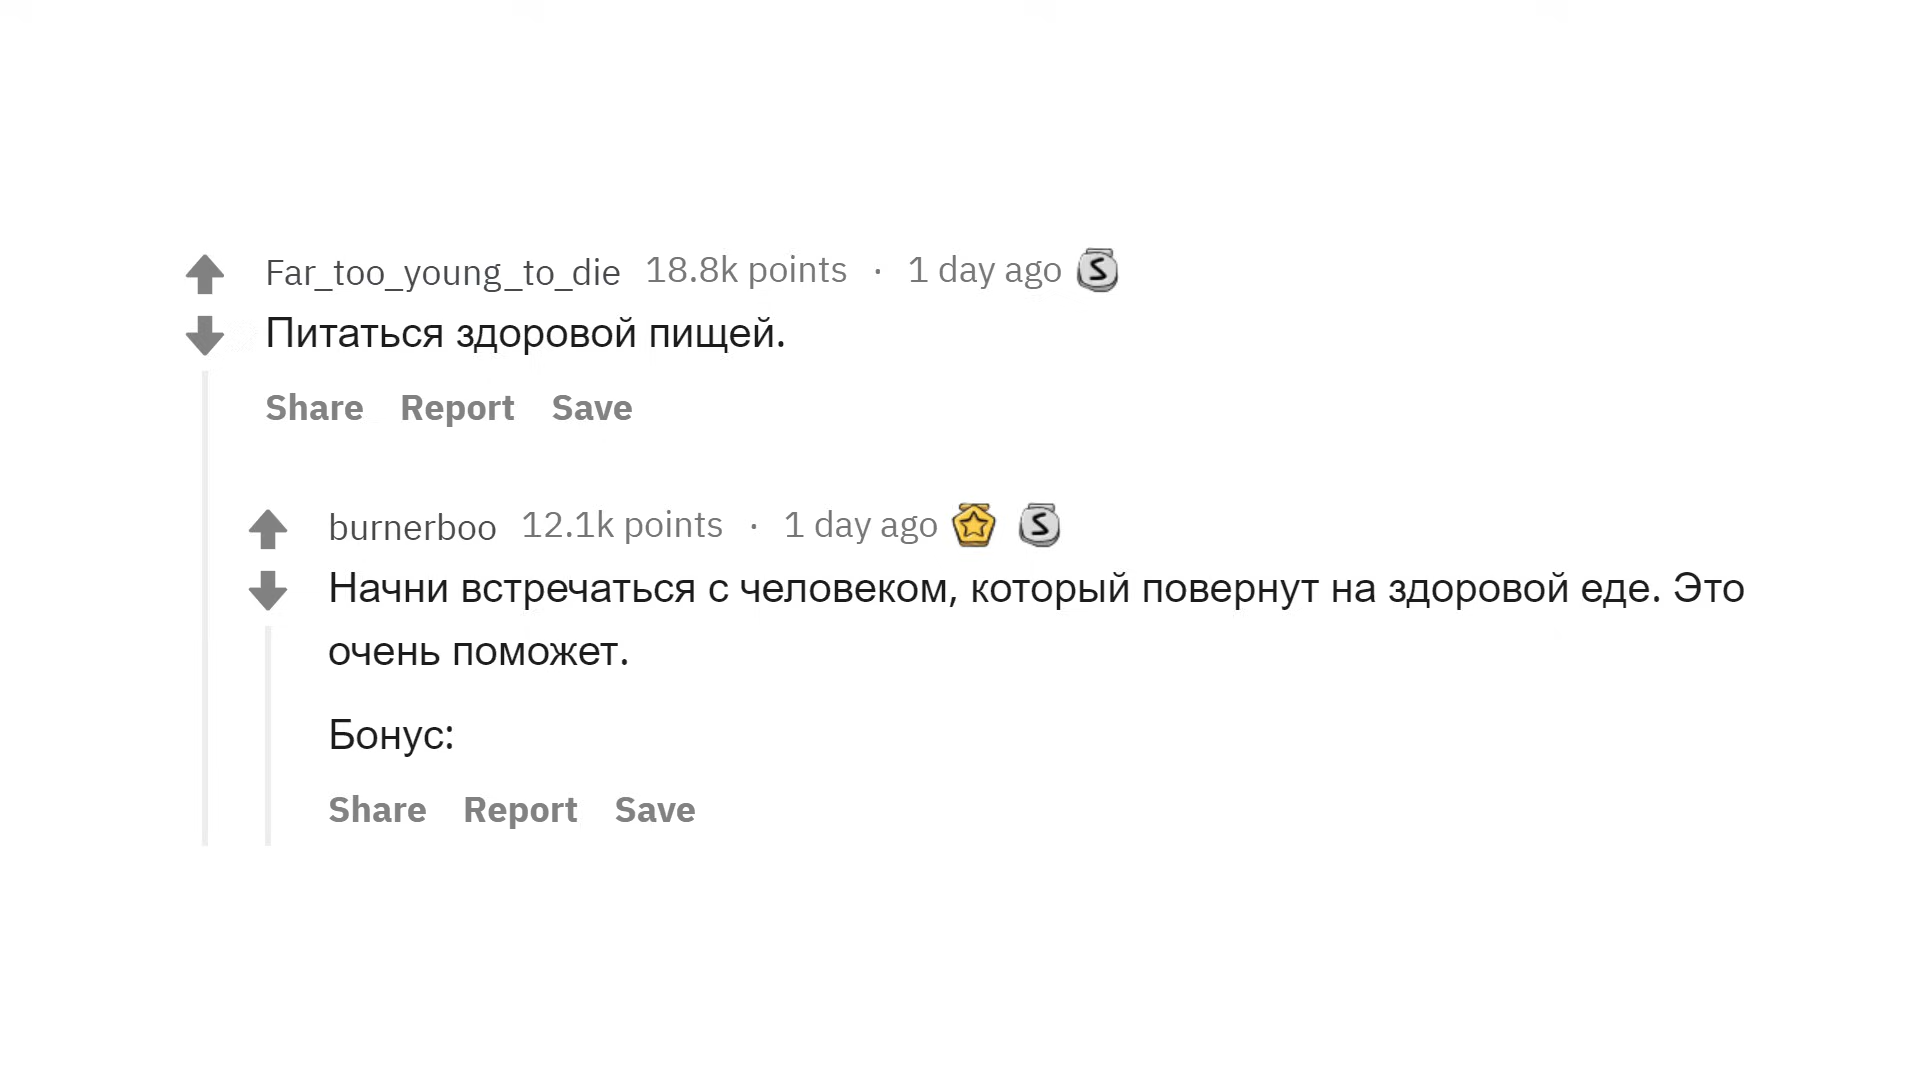 Far_too_young_to_die 18.8k points · 1 day ago
Питаться здоровой пищей.
Share Report Save
burnerboo 12.1k points · 1 day ago
Начни встречаться с человеком, который повернут на здоровой еде. Это
очень поможет.
Бонус:
Share Report Save